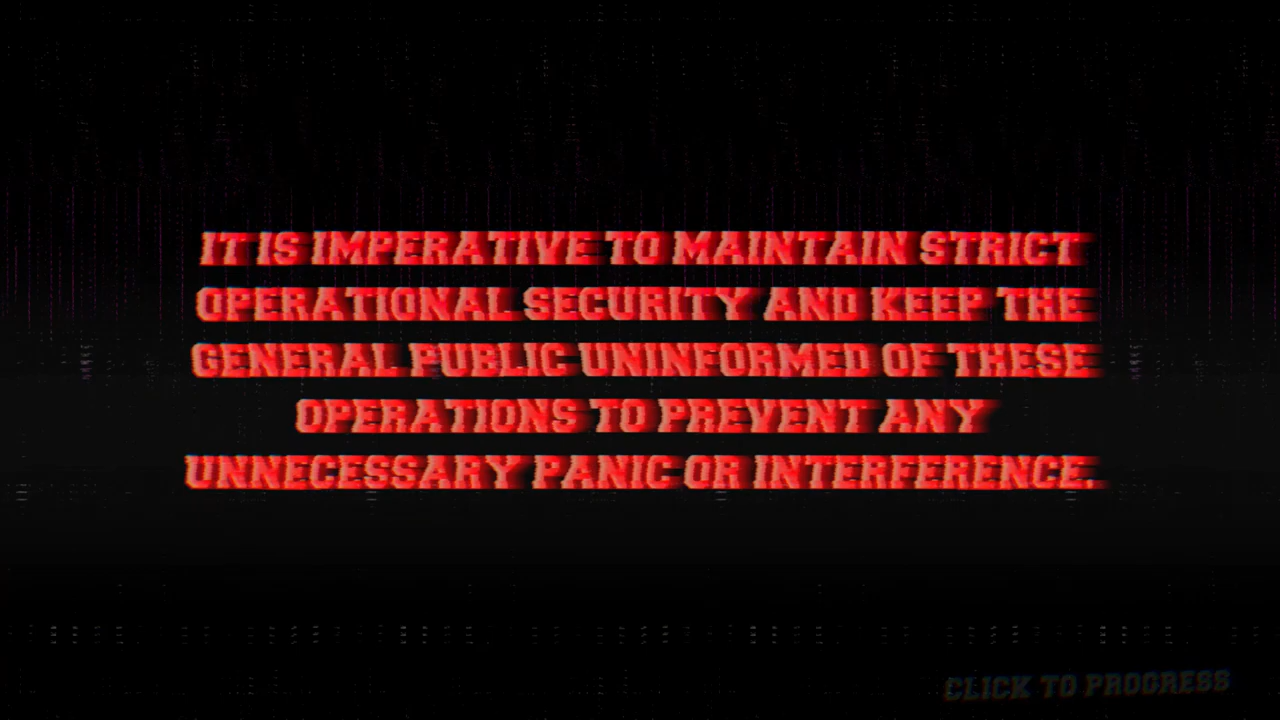 IT IS IMPERATIVE TO MAINTAIN STRICT
OPERATIONAL SECURITY AND KEEP THE
GENERAL PUBLIC UNINFORMED OF THESE
OPERATIONS TO PREVENT ANY
UNNECESSARY PANIC OR INTERFERENCE.
CLICK TO PROGRESS